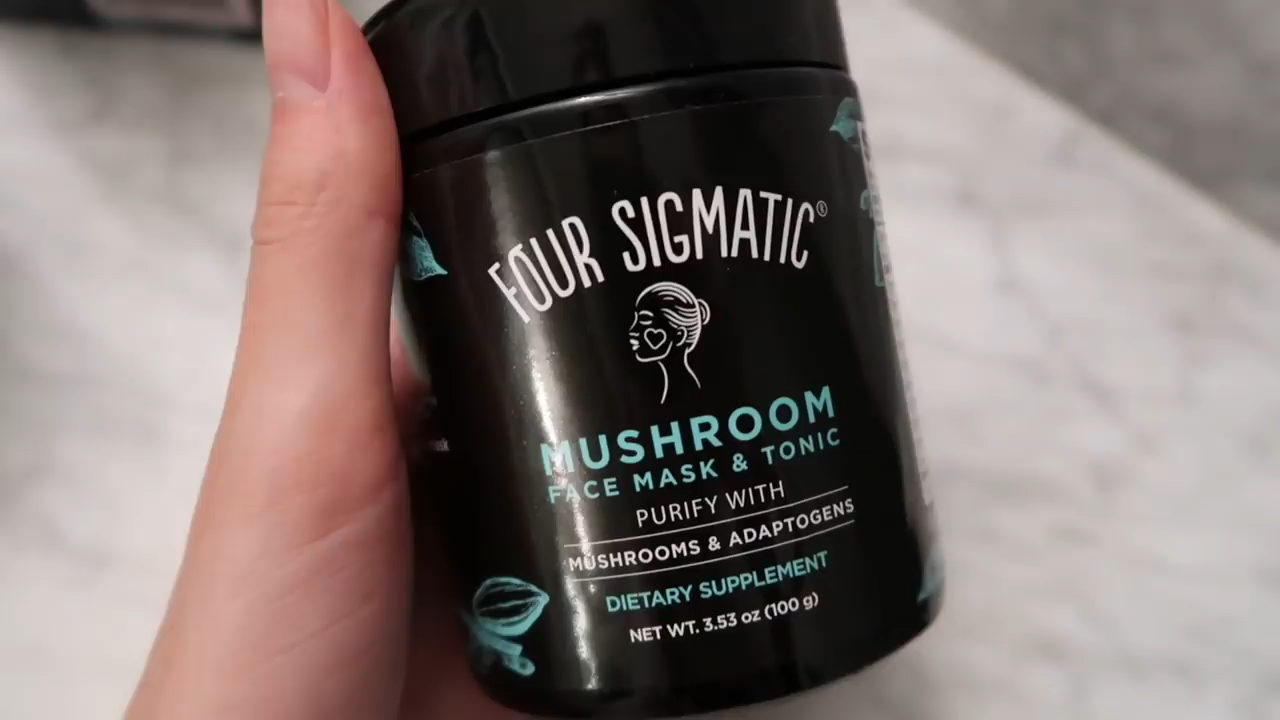 FOUR SIGMATIC®
MUSHROOM
FACE MASK & TONIC
PURIFY WITH
MUSHROOMS & ADAPTOGENS
DIETARY SUPPLEMENT
NET WT. 3.53 oz (100 g)